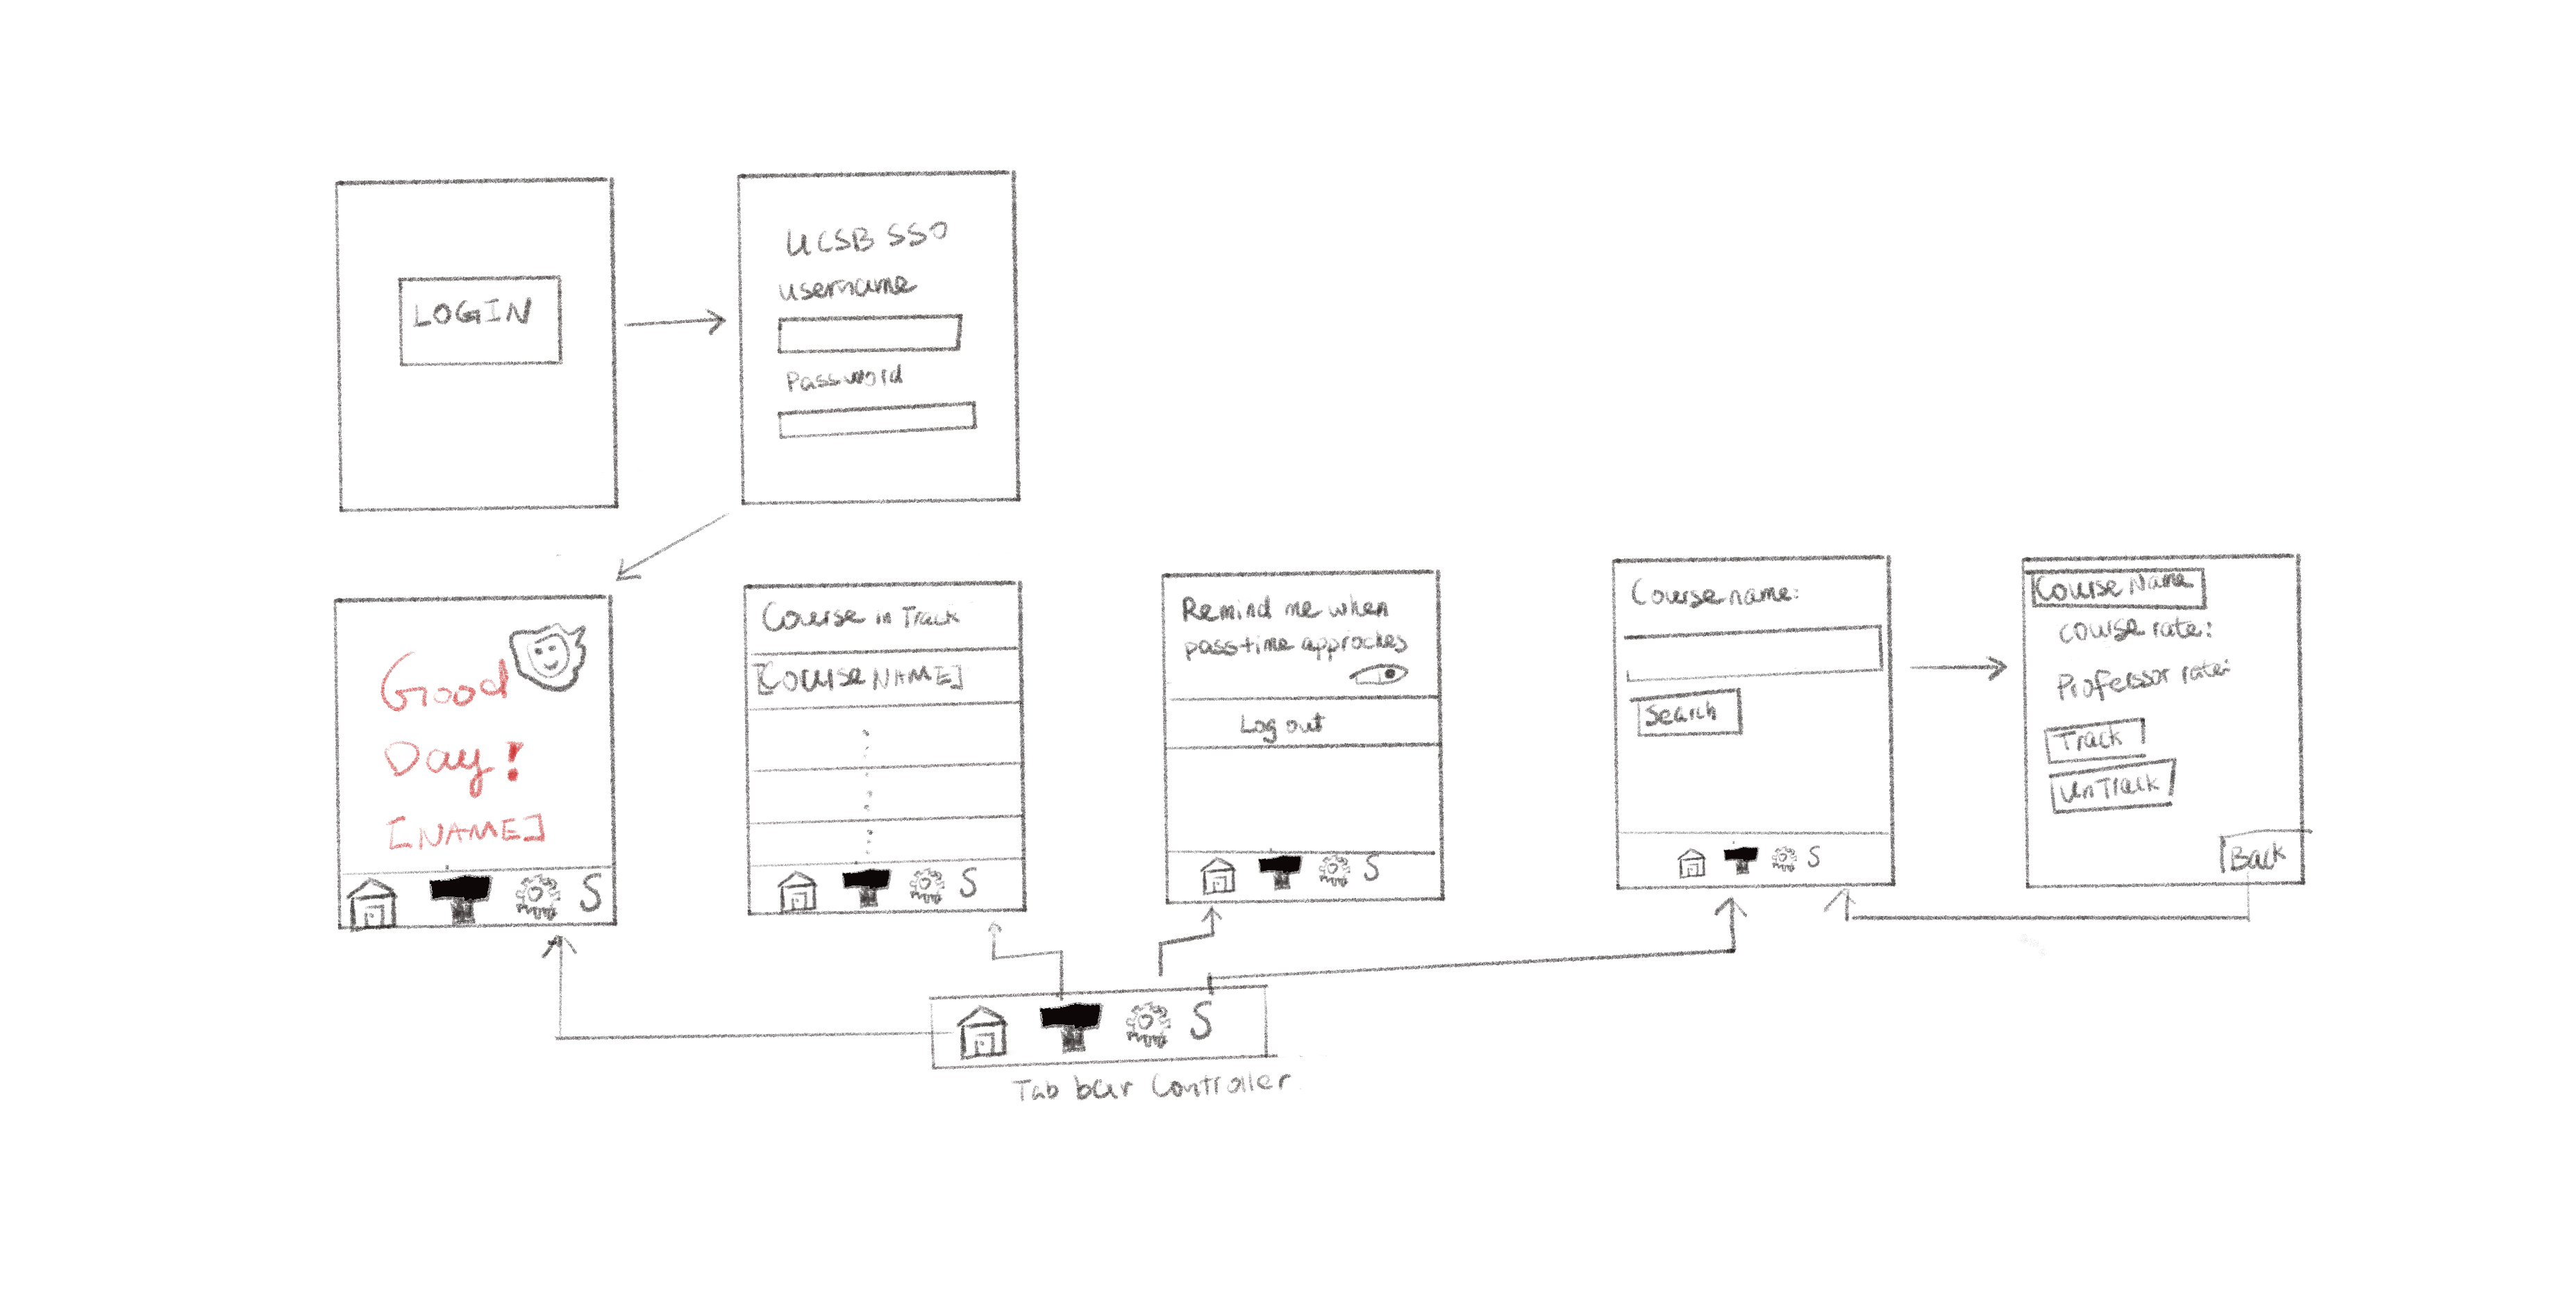 LOGIN
UCSB SSO
username
Password
Good
Day!
[NAME]
S
Course in Track
[Course NAME]
S
Remind me when
pass time approches
Log out
S
Course name:
Search
S
Course Name
course rate:
Professor rate:
Track
UnTrack
Back
S
Tab bar Controller